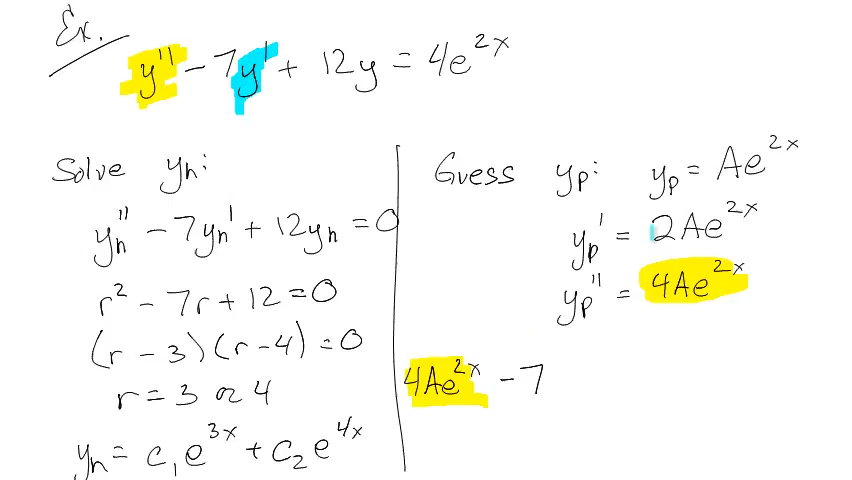 Ex.
y'' - 7y' + 12y = 4e^{2x}
Solve y_h:
y_h'' - 7y_h' + 12y_h = 0
r^2 - 7r + 12 = 0
(r - 3)(r - 4) = 0
r = 3 or 4
y_h = c_1 e^{3x} + c_2 e^{4x}
Guess y_p: y_p = Ae^{2x}
y_p' = 2Ae^{2x}
y_p'' = 4Ae^{2x}
4Ae^{2x} - 7